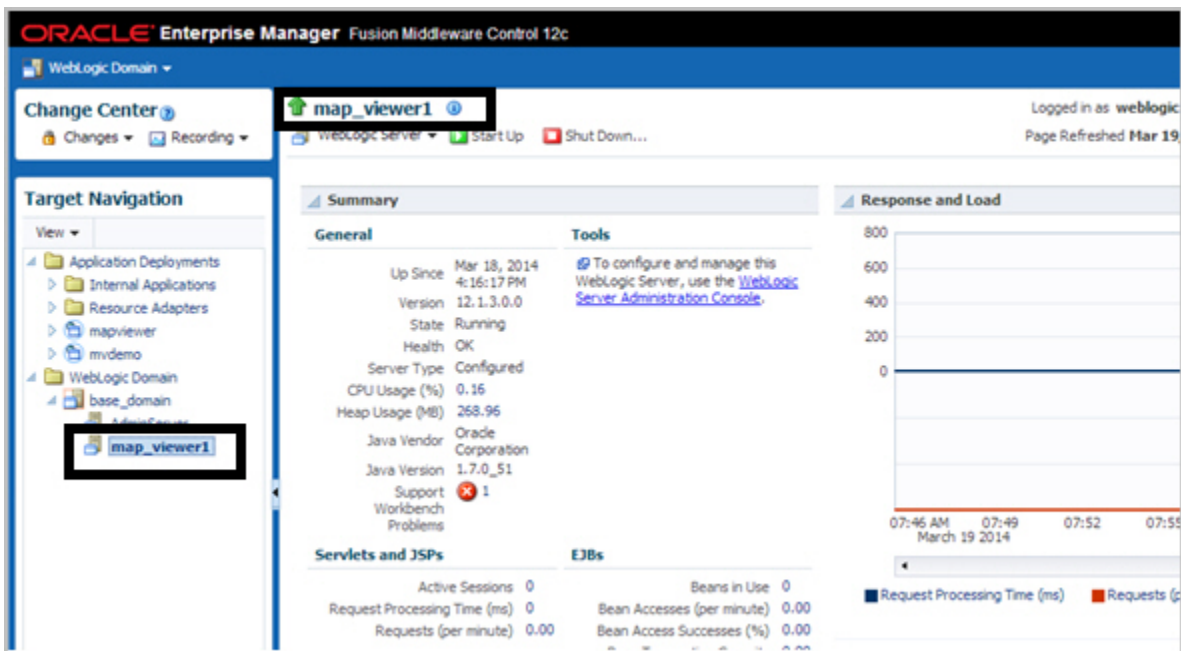 ORACLE Enterprise Manager Fusion Middleware Control 12c
WebLogic Domain
Change Center
Changes Recording
Target Navigation
View
Application Deployments
Internal Applications
Resource Adapters
mapviewer
mvdemo
WebLogic Domain
base_domain
AdminServer
map_viewer1
map_viewer1
Logged in as weblogic
WebLogic Server Start Up Shut Down...
Page Refreshed Mar 19,
Summary
General
Up Since Mar 18, 2014 4:16:17 PM
Version 12.1.3.0.0
State Running
Health OK
Server Type Configured
CPU Usage (%) 0.16
Heap Usage (MB) 268.96
Java Vendor Oracle Corporation
Java Version 1.7.0_51
Support Workbench Problems 1
Tools
To configure and manage this
WebLogic Server, use the WebLogic
Server Administration Console.
Servlets and JSPs
Active Sessions 0
Request Processing Time (ms) 0
Requests (per minute) 0.00
EJBs
Beans in Use 0
Bean Accesses (per minute) 0.00
Bean Access Successes (%) 0.00
Response and Load
800
600
400
200
0
07:46 AM 07:49 07:52 07:55
March 19 2014
Request Processing Time (ms) Requests (p